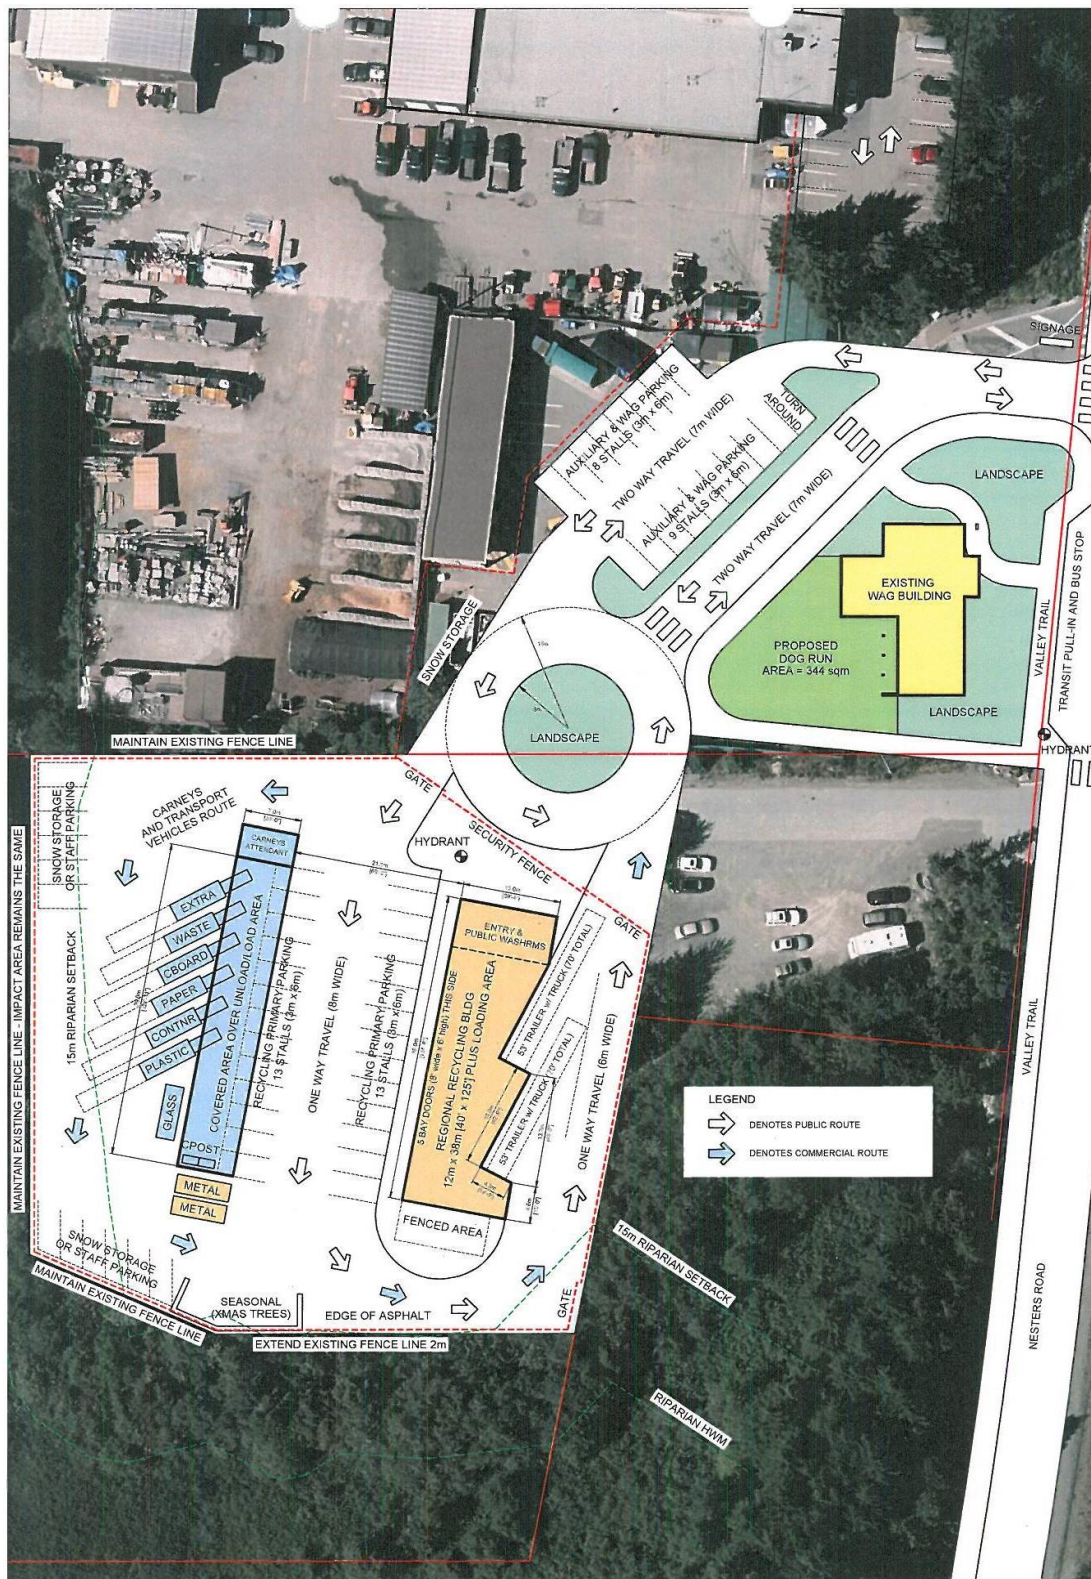 SIGNAGE
AUXILIARY & WAG PARKING
8 STALLS (3m x 6m)
TWO WAY TRAVEL (7m WIDE)
TURN
AROUND
AUXILIARY & WAG PARKING
9 STALLS (3m x 6m)
TWO WAY TRAVEL (7m WIDE)
LANDSCAPE
EXISTING
WAG BUILDING
PROPOSED
DOG RUN
AREA = 344 sqm
LANDSCAPE
VALLEY TRAIL
TRANSIT PULL-IN AND BUS STOP
HYDRANT
SNOW STORAGE
LANDSCAPE
MAINTAIN EXISTING FENCE LINE
GATE
SECURITY FENCE
HYDRANT
GATE
CARNEYS
AND TRANSPORT
VEHICLES ROUTE
SNOW STORAGE
OR STAFF PARKING
MAINTAIN EXISTING FENCE LINE - IMPACT AREA REMAINS THE SAME
15m RIPARIAN SETBACK
CARNEYS
ATTENDANT
EXTRA
WASTE
CBOARD
PAPER
CONTNR
PLASTIC
GLASS
CPOST
METAL
METAL
COVERED AREA OVER UNLOAD/LOAD AREA
RECYCLING PRIMARY PARKING
13 STALLS (3m x 6m)
ONE WAY TRAVEL (8m WIDE)
RECYCLING PRIMARY PARKING
13 STALLS (3m x 6m)
ENTRY &
PUBLIC WASHRMS
5 BAY DOORS (8' wide x 6' high) THIS SIDE
REGIONAL RECYCLING BLDG
12m x 38m [40' x 125'] PLUS LOADING AREA
53' TRAILER w/ TRUCK (70' TOTAL)
53' TRAILER w/ TRUCK (70' TOTAL)
ONE WAY TRAVEL (6m WIDE)
FENCED AREA
LEGEND
DENOTES PUBLIC ROUTE
DENOTES COMMERCIAL ROUTE
VALLEY TRAIL
NESTERS ROAD
SNOW STORAGE
OR STAFF PARKING
MAINTAIN EXISTING FENCE LINE
SEASONAL
(XMAS TREES)
EDGE OF ASPHALT
GATE
EXTEND EXISTING FENCE LINE 2m
15m RIPARIAN SETBACK
RIPARIAN HWM